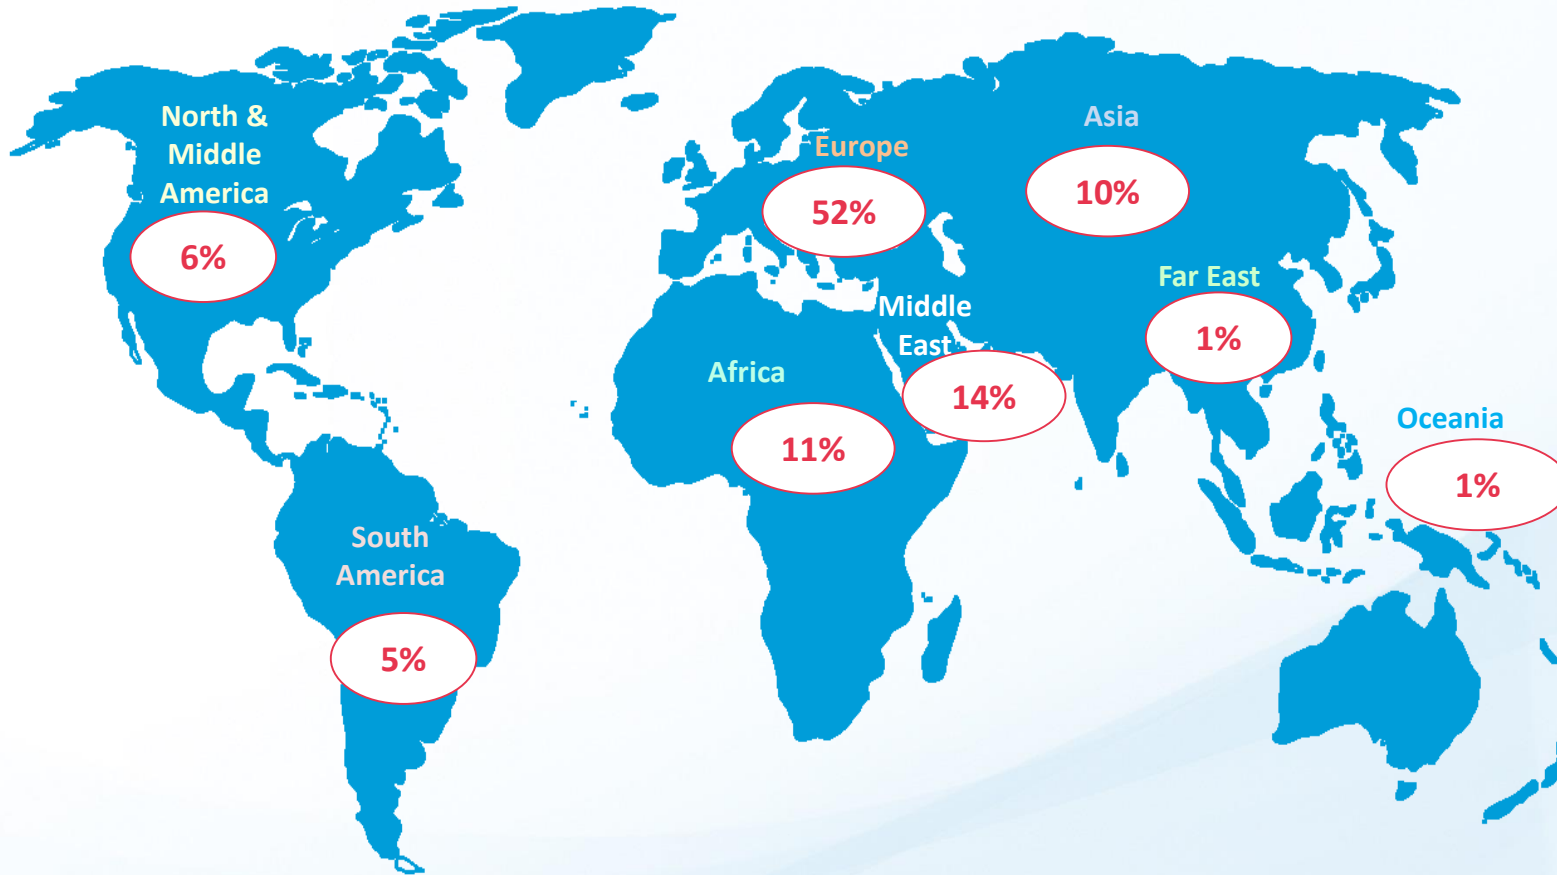 North &
Middle
America
6%
South
America
5%
Europe
52%
Africa
11%
Middle
East
14%
Asia
10%
Far East
1%
Oceania
1%